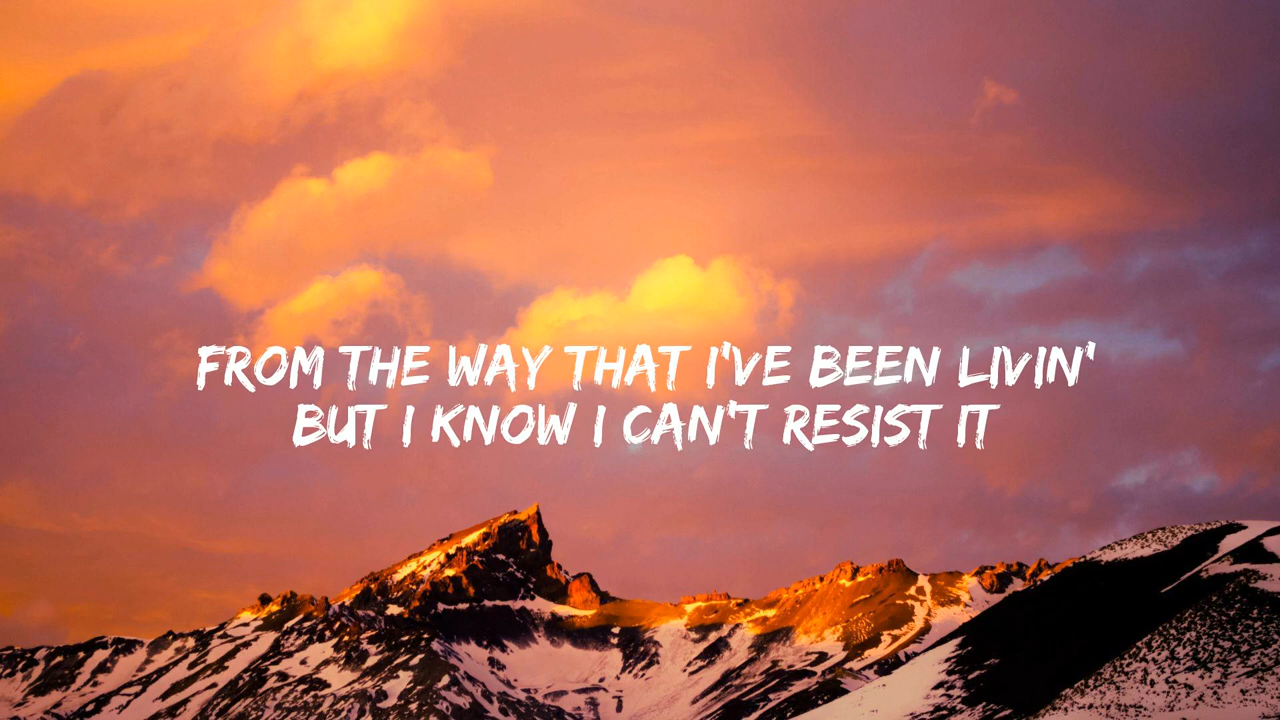 FROM THE WAY THAT I'VE BEEN LIVIN'
BUT I KNOW I CAN'T RESIST IT